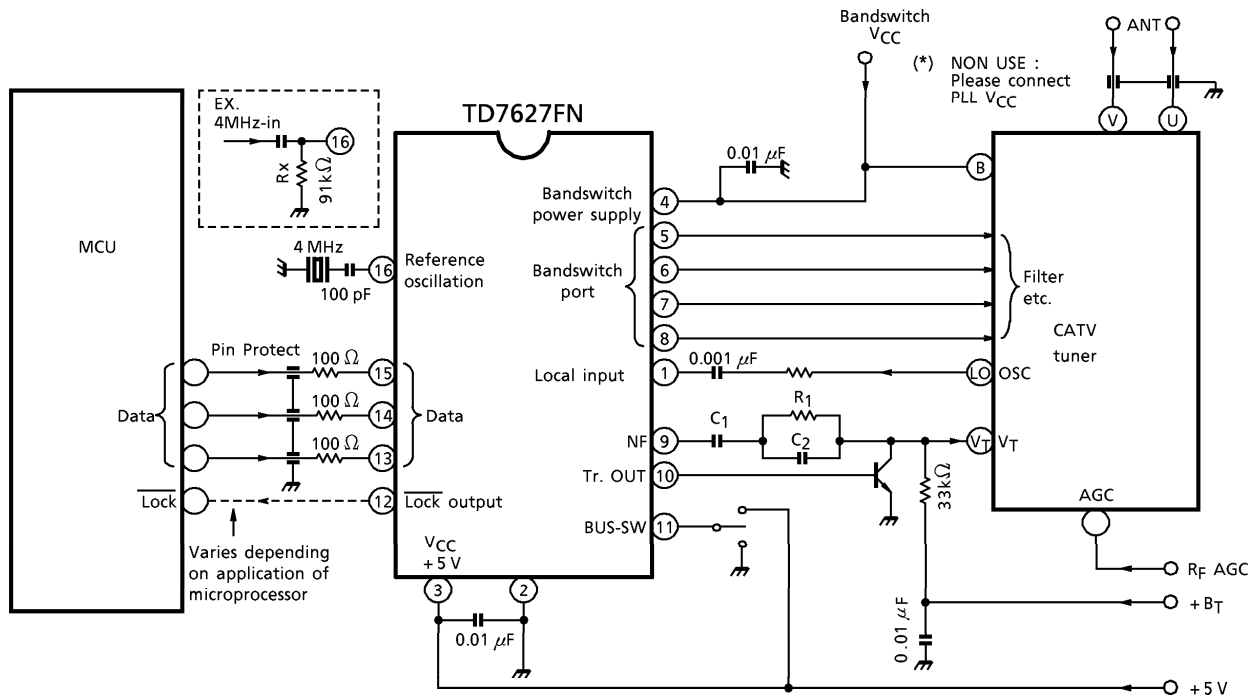 Bandswitch
VCC
(*) NON USE :
Please connect
PLL VCC
ANT
V
U
EX.
4MHz-in
16
Rx
91kΩ
TD7627FN
0.01 μF
B
MCU
4 MHz
100 pF
16
Reference
oscillation
Bandswitch
power supply
4
5
Bandswitch
port
6
7
8
Filter
etc.
CATV
tuner
Pin Protect
100 Ω
15
100 Ω
14
100 Ω
13
Data
Data
Local input
1
0.001 μF
LO
OSC
NF
9
C1
R1
C2
VT
VT
Tr. OUT
10
33kΩ
Lock
12
Lock output
BUS-SW
11
AGC
Varies depending
on application of
microprocessor
VCC
+5 V
3
2
0.01 μF
RF AGC
+BT
0.01 μF
+5 V